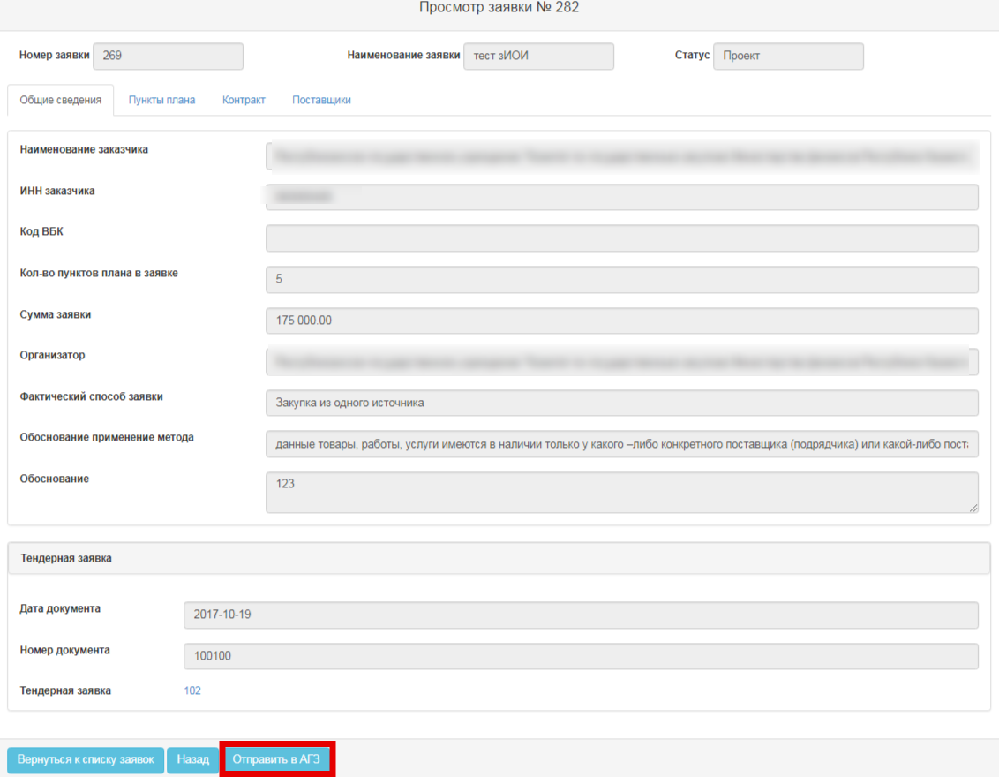 Просмотр заявки № 282
Номер заявки 269 Наименование заявки тест зИОИ Статус Проект
Общие сведения Пункты плана Контракт Поставщики
Наименование заказчика
ИНН заказчика
Код ВБК
Кол-во пунктов плана в заявке 5
Сумма заявки 175 000.00
Организатор
Фактический способ заявки Закупка из одного источника
Обоснование применение метода данные товары, работы, услуги имеются в наличии только у какого –либо конкретного поставщика (подрядчика) или какой-либо пост
Обоснование 123
Тендерная заявка
Дата документа 2017-10-19
Номер документа 100100
Тендерная заявка 102
Вернуться к списку заявок Назад Отправить в АГЗ